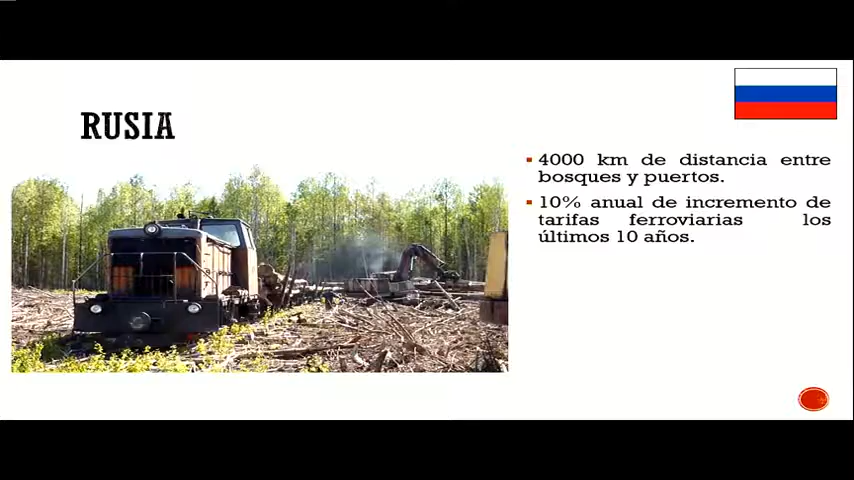 RUSIA
4000 km de distancia entre
bosques y puertos.
10% anual de incremento de
tarifas ferroviarias los
últimos 10 años.